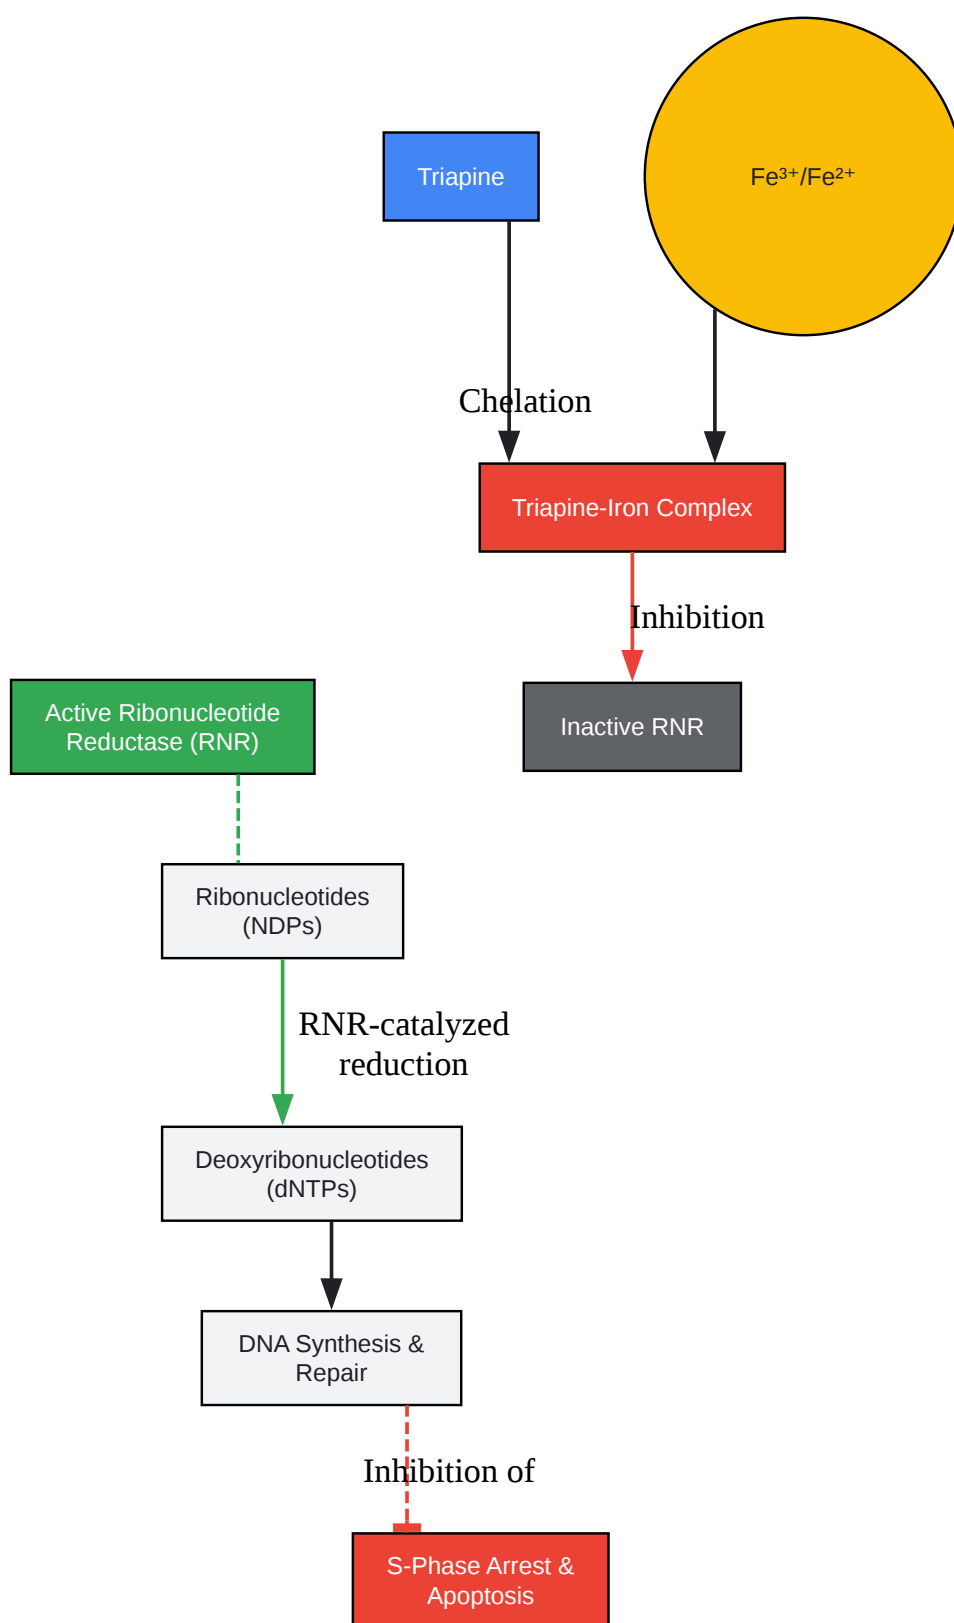 Triapine
Fe³⁺/Fe²⁺
Chelation
Triapine-Iron Complex
Inhibition
Active Ribonucleotide
Reductase (RNR)
Inactive RNR
Ribonucleotides
(NDPs)
RNR-catalyzed
reduction
Deoxyribonucleotides
(dNTPs)
DNA Synthesis &
Repair
Inhibition of
S-Phase Arrest &
Apoptosis